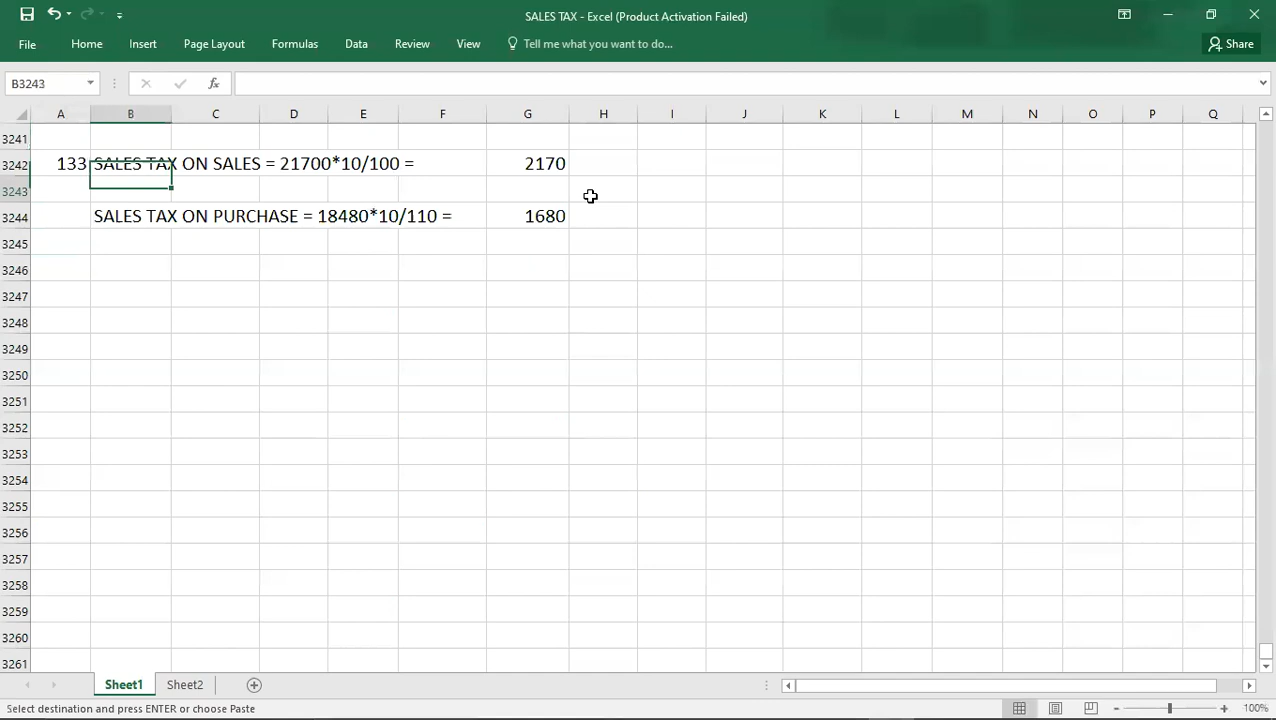 SALES TAX - Excel (Product Activation Failed)
File Home Insert Page Layout Formulas Data Review View Tell me what you want to do... Share
B3243 fx
A B C D E F G H I J K L M N O P Q
3241
3242 133 SALES TAX ON SALES = 21700*10/100 = 2170
3243
3244 SALES TAX ON PURCHASE = 18480*10/110 = 1680
3245
3246
3247
3248
3249
3250
3251
3252
3253
3254
3255
3256
3257
3258
3259
3260
3261
Sheet1 Sheet2
Select destination and press ENTER or choose Paste 100%